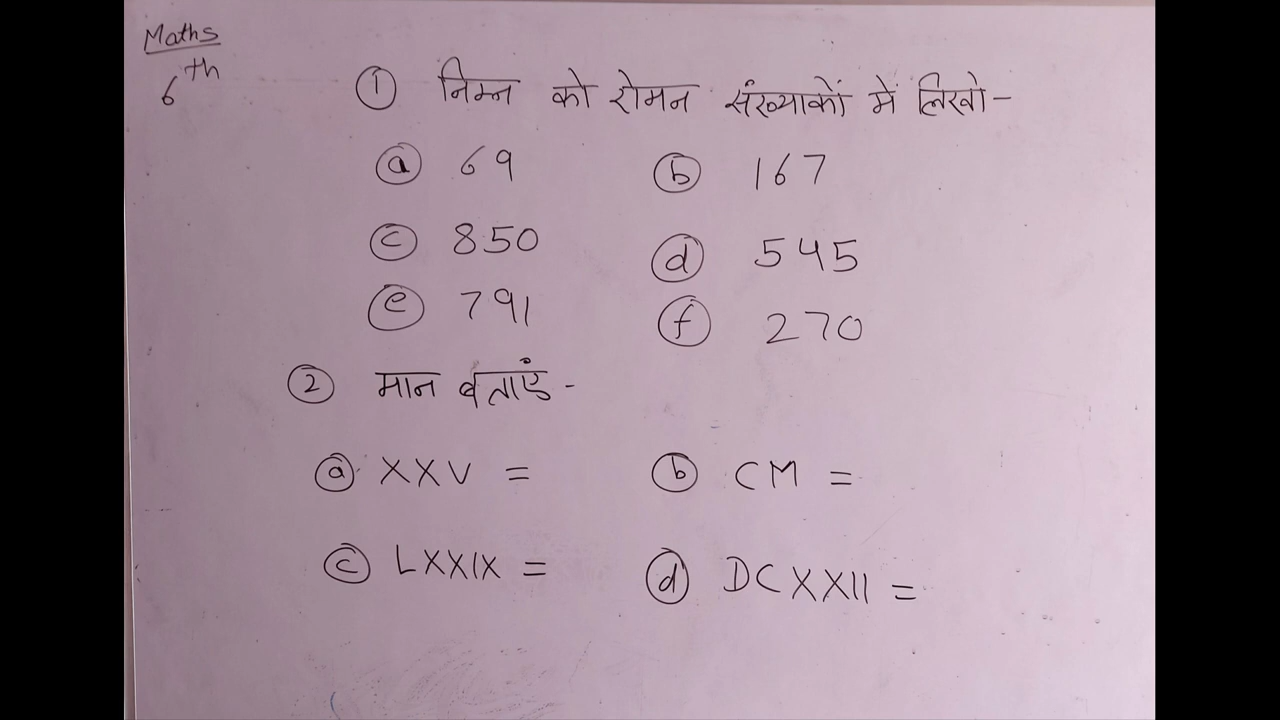 Maths
6th
① निम्न को रोमन संख्याकों में लिखो-
ⓐ 69 ⓑ 167
ⓒ 850 ⓓ 545
ⓔ 791 ⓕ 270
② मान बताएं -
ⓐ XXV = ⓑ CM =
ⓒ LXXIX = ⓓ DCXXII =